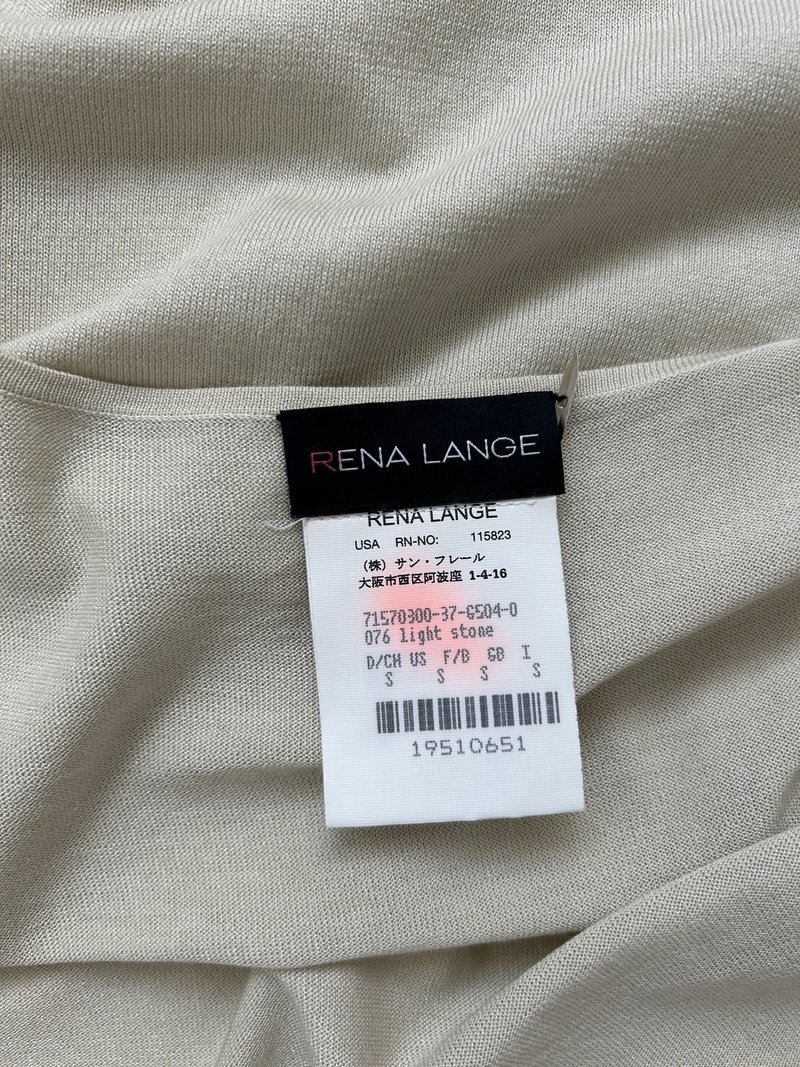 RENA LANGE
RENA LANGE
USA RN-NO: 115823
(株) サン・フレール
大阪市西区阿波座 1-4-16
71570300-37-6504-0
076 light stone
D/CH US F/B GB I
S S S S
19510651